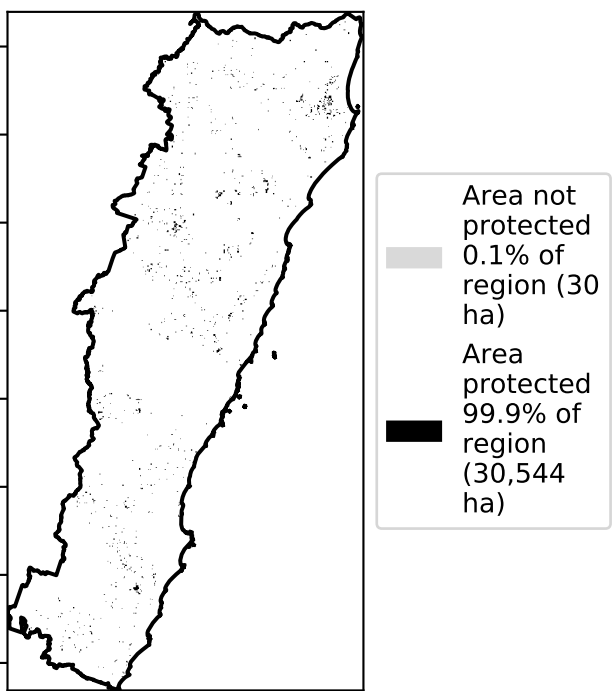 Area not
protected
0.1% of
region (30
ha)
Area
protected
99.9% of
region
(30,544
ha)